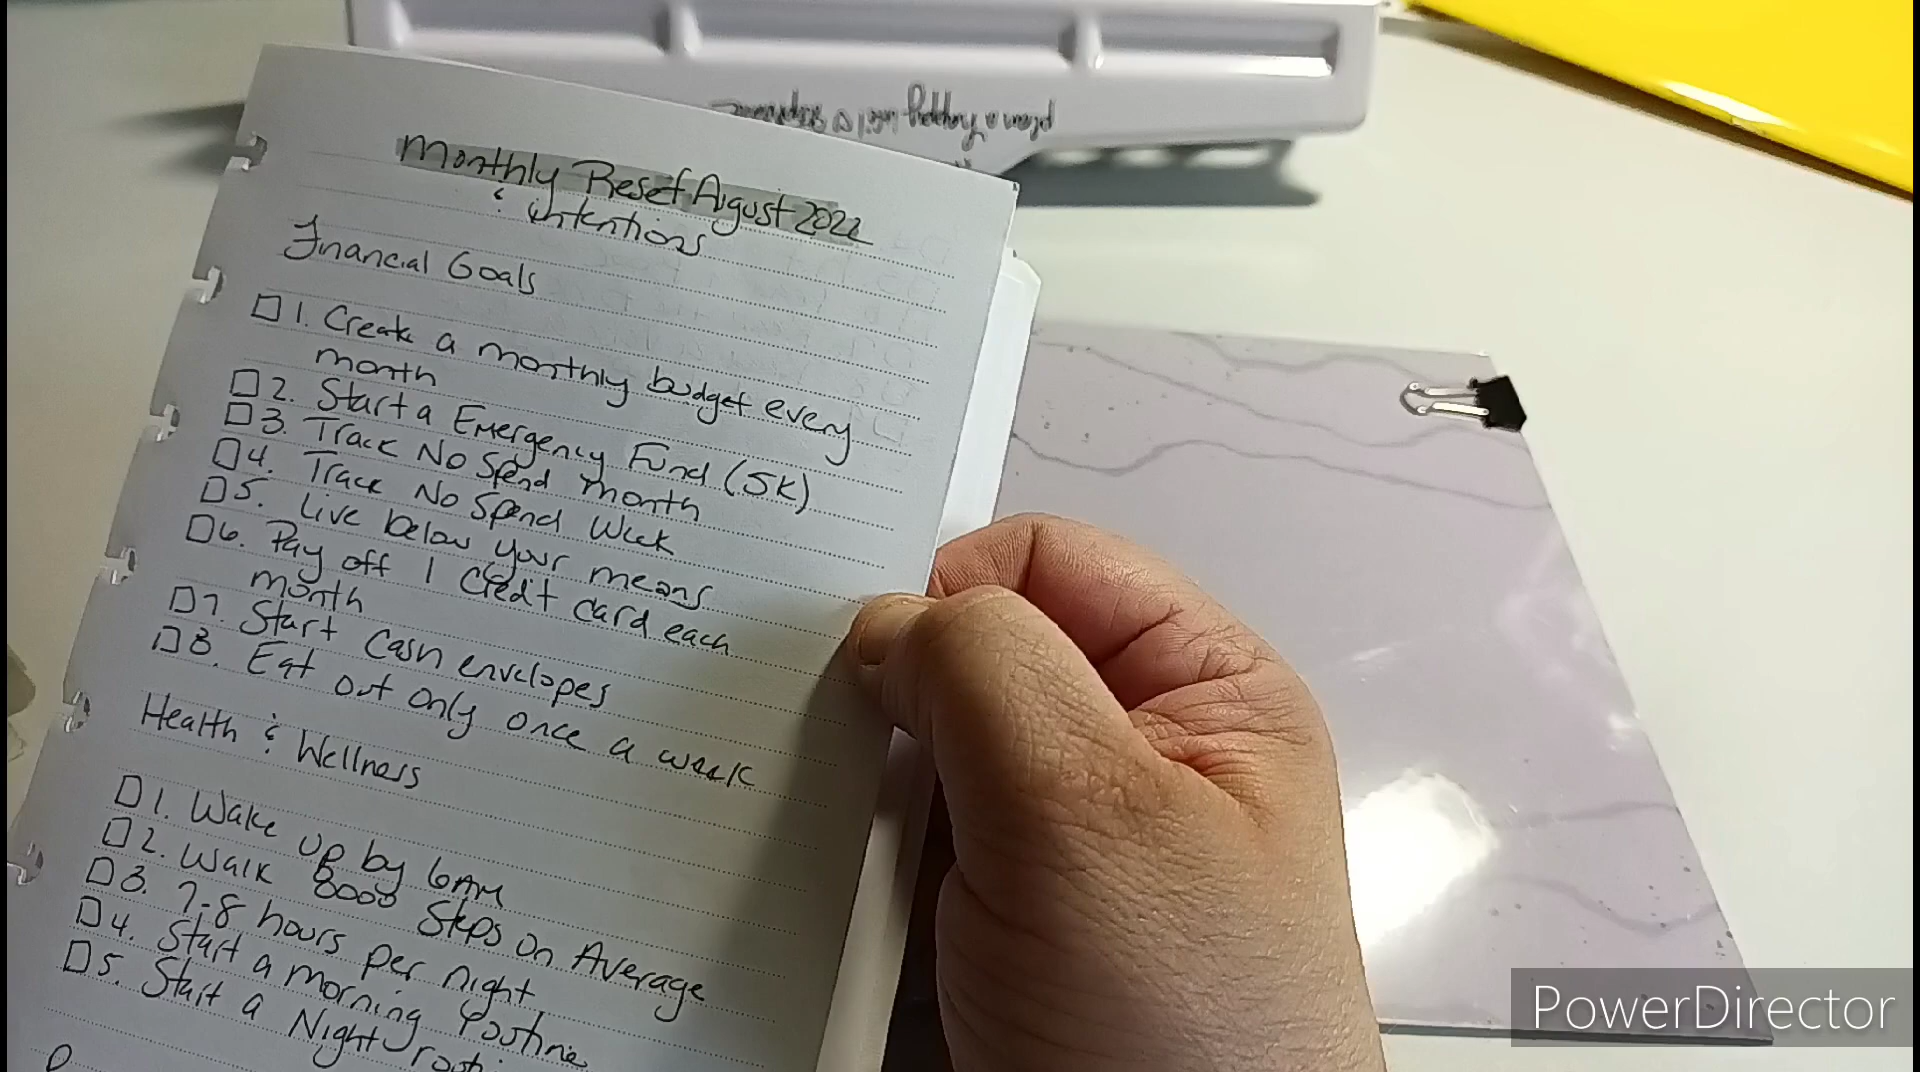 Monthly Reset August 2022
& intentions
Financial Goals
□ 1. Create a monthly budget every
month
□ 2. Start a Emergency Fund (5K)
□ 3. Track No Spend month
□ 4. Track No Spend Week
□ 5. Live below your means
□ 6. Pay off 1 Credit card each
month
□ 7. Start Cash envelopes
□ 8. Eat out only once a week
Health & Wellness
□ 1. Wake up by 6AM
□ 2. Walk 8000 Steps on Average
□ 3. 7-8 hours per night
□ 4. Start a morning routine
□ 5. Start a Night
plan a happy life
PowerDirector